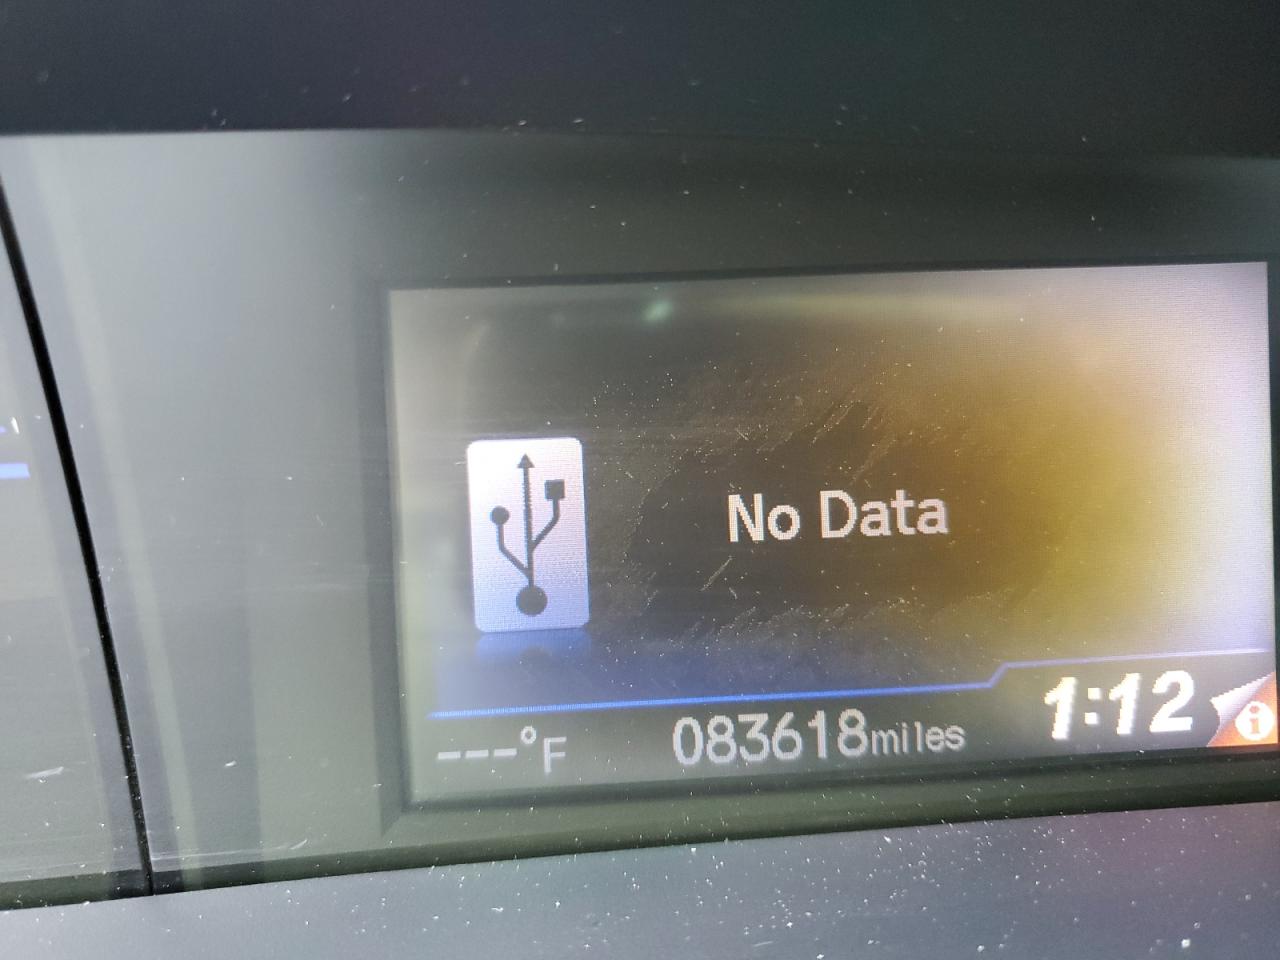 No Data
---°F 083618miles 1:12 i